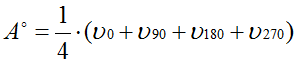 A° = 1/4 · (υ0 + υ90 + υ180 + υ270)